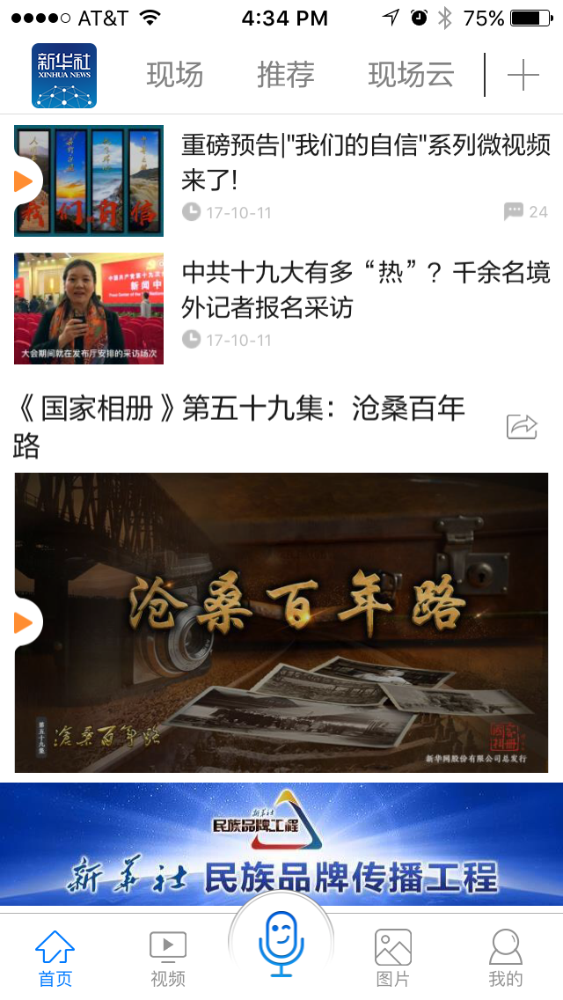 AT&T 4:34 PM 75%
新华社
XINHUA NEWS
现场 推荐 现场云
重磅预告|"我们的自信"系列微视频
来了!
17-10-11 24
我们的自信
中共十九大有多“热”？千余名境
外记者报名采访
17-10-11
新闻中
大会期间就在发布厅安排的采访场次
《国家相册》第五十九集：沧桑百年
路
沧桑百年路
第五十九集
沧桑百年路
国家相册
新华网股份有限公司总发行
新华社
民族品牌工程
新华社 民族品牌传播工程
首页 视频 图片 我的